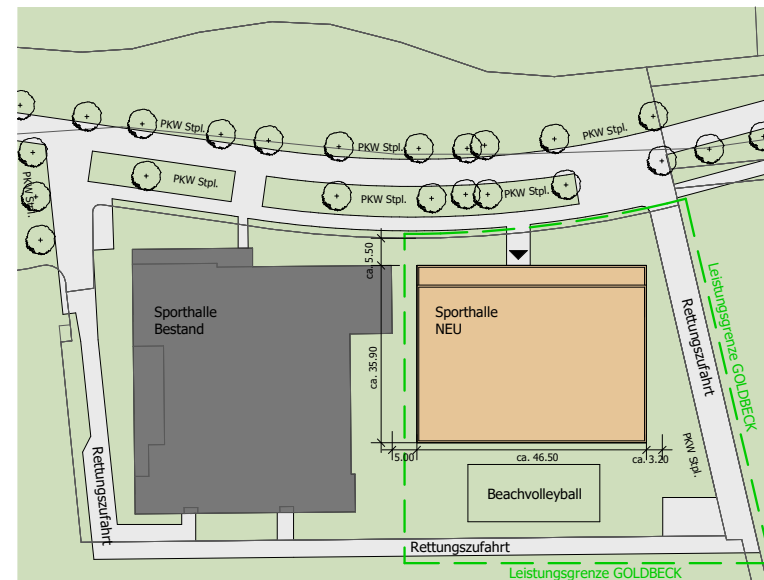 PKW Stpl.
PKW Stpl.
PKW Stpl.
PKW Stpl.
PKW Stpl.
PKW Stpl.
PKW Stpl.
ca. 5.50
Sporthalle
Bestand
Sporthalle
NEU
ca. 35.90
Leistungsgrenze GOLDBECK
Rettungszufahrt
5.00
ca. 46.50
ca. 3.20
PKW Stpl.
Rettungszufahrt
Beachvolleyball
Rettungszufahrt
Leistungsgrenze GOLDBECK